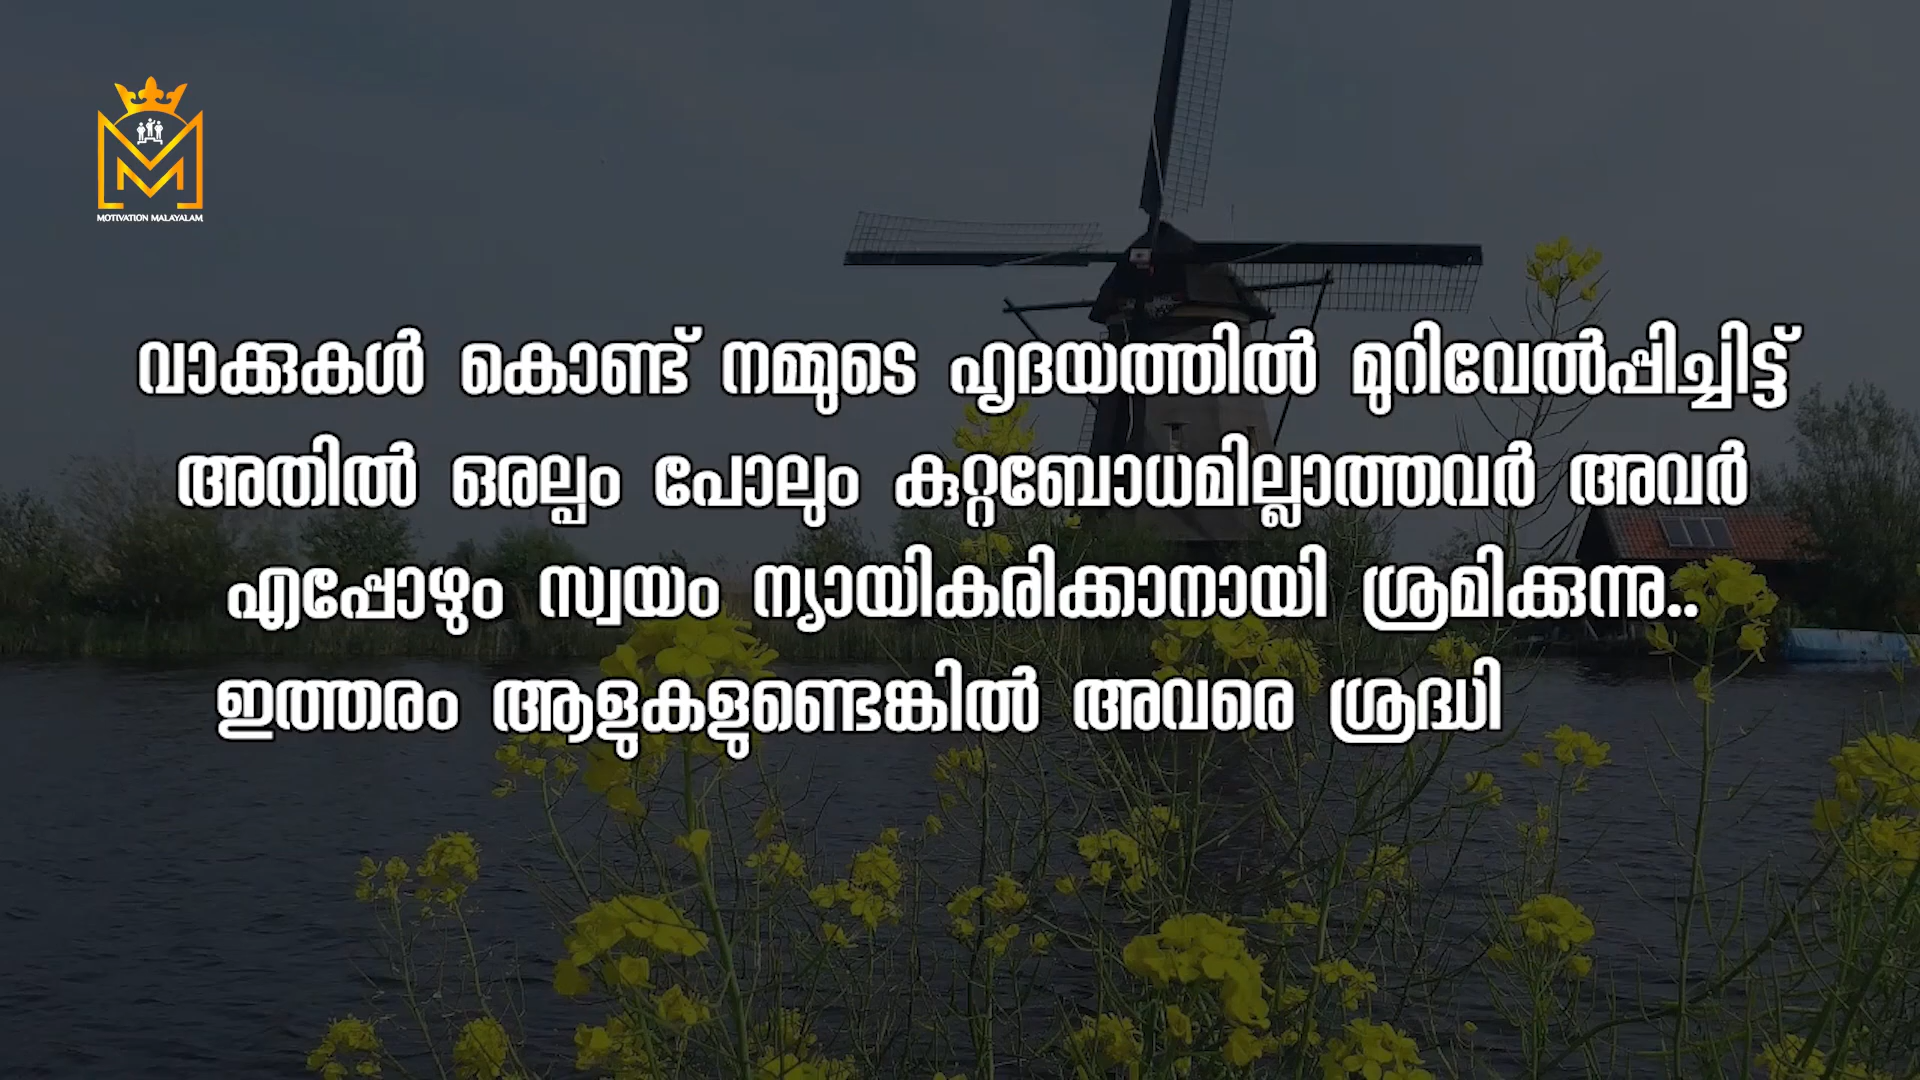 MOTIVATION MALAYALAM
വാക്കുകൾ കൊണ്ട് നമ്മുടെ ഹൃദയത്തിൽ മുറിവേൽപ്പിച്ചിട്ട്
അതിൽ ഒരല്പം പോലും കുറ്റബോധമില്ലാത്തവർ അവർ
എപ്പോഴും സ്വയം ന്യായികരിക്കാനായി ശ്രമിക്കുന്നു..
ഇത്തരം ആളുകളുണ്ടെങ്കിൽ അവരെ ശ്രദ്ധി